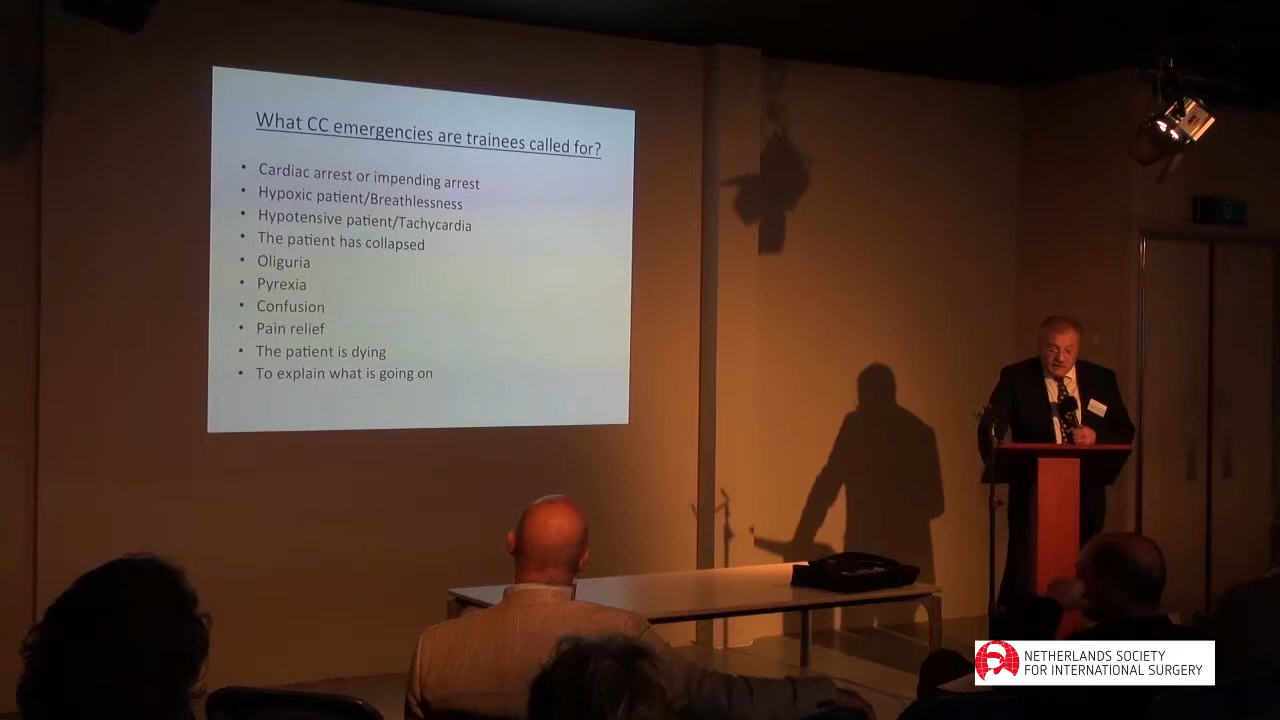 What CC emergencies are trainees called for?
• Cardiac arrest or impending arrest
• Hypoxic patient/Breathlessness
• Hypotensive patient/Tachycardia
• The patient has collapsed
• Oliguria
• Pyrexia
• Confusion
• Pain relief
• The patient is dying
• To explain what is going on
NETHERLANDS SOCIETY
FOR INTERNATIONAL SURGERY